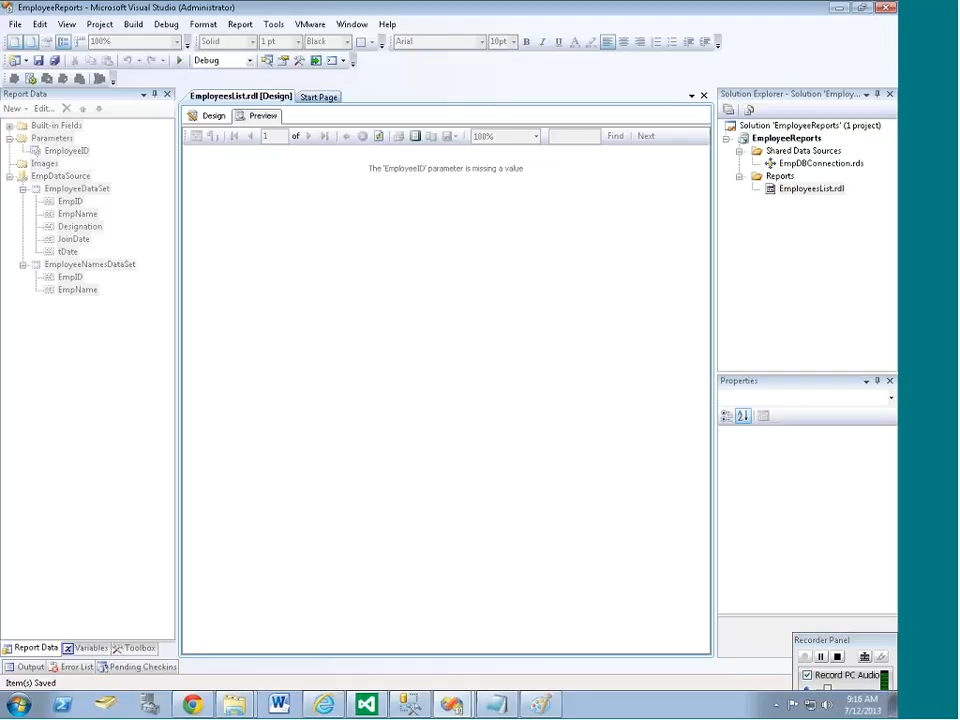 EmployeeReports - Microsoft Visual Studio (Administrator)
File Edit View Project Build Debug Format Report Tools VMware Window Help
100% Solid 1 pt Black Arial 10pt B I U A
Debug
Report Data
New Edit...
Built-in Fields
Parameters
EmployeeID
Images
EmpDataSource
EmployeeDataSet
EmpID
EmpName
Designation
JoinDate
tDate
EmployeeNamesDataSet
EmpID
EmpName
EmployeesList.rdl [Design] Start Page
Design Preview
1 of 100% Find Next
The 'EmployeeID' parameter is missing a value
Solution Explorer - Solution 'Employ...
Solution 'EmployeeReports' (1 project)
EmployeeReports
Shared Data Sources
EmpDBConnection.rds
Reports
EmployeesList.rdl
Properties
Report Data Variables Toolbox
Output Error List Pending Checkins
Item(s) Saved
Recorder Panel
Record PC Audio
9:16 AM
7/12/2013